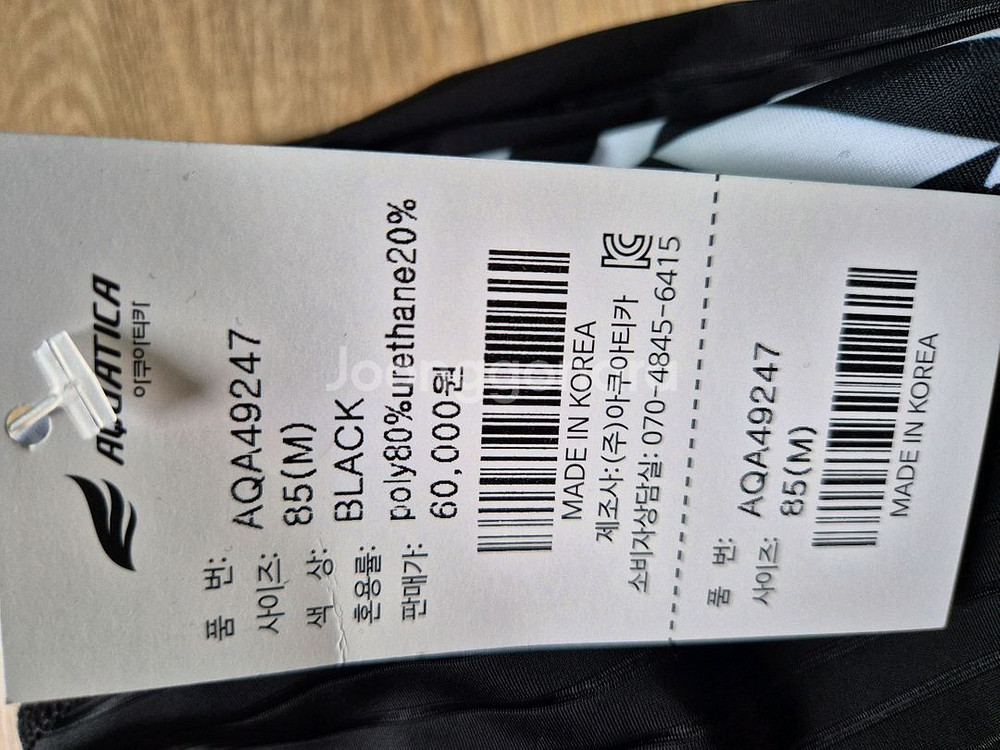 AQUATICA
아쿠아티카
품 번: AQA49247
사이즈: 85(M)
색 상: BLACK
혼용률: poly80%urethane20%
판매가: 60,000원
MADE IN KOREA
제조사:(주)아쿠아티카
소비자상담실: 070-4845-6415
품 번: AQA49247
사이즈: 85(M)
MADE IN KOREA